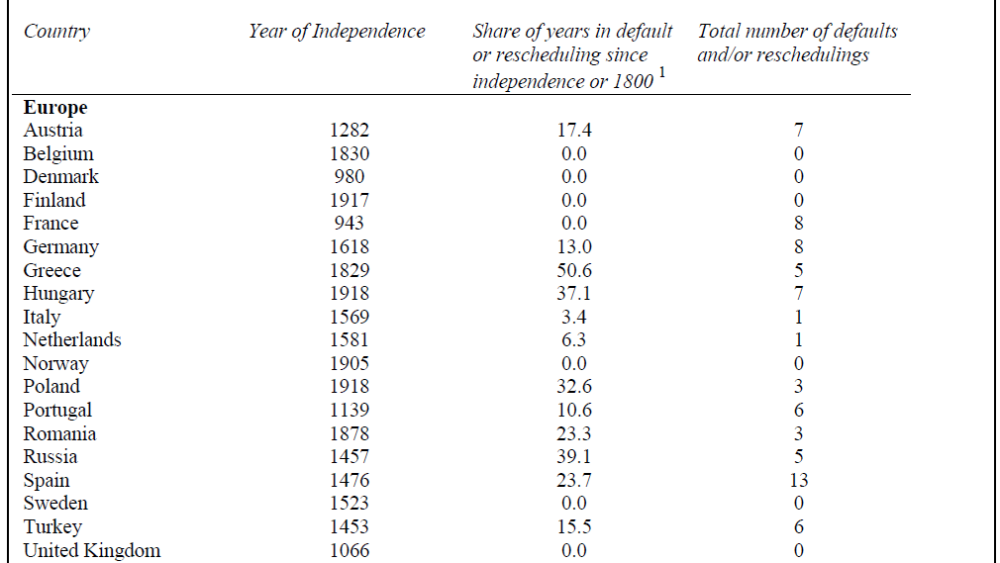 Country Year of Independence Share of years in default Total number of defaults
or rescheduling since and/or reschedulings
independence or 1800 1
Europe
Austria 1282 17.4 7
Belgium 1830 0.0 0
Denmark 980 0.0 0
Finland 1917 0.0 0
France 943 0.0 8
Germany 1618 13.0 8
Greece 1829 50.6 5
Hungary 1918 37.1 7
Italy 1569 3.4 1
Netherlands 1581 6.3 1
Norway 1905 0.0 0
Poland 1918 32.6 3
Portugal 1139 10.6 6
Romania 1878 23.3 3
Russia 1457 39.1 5
Spain 1476 23.7 13
Sweden 1523 0.0 0
Turkey 1453 15.5 6
United Kingdom 1066 0.0 0